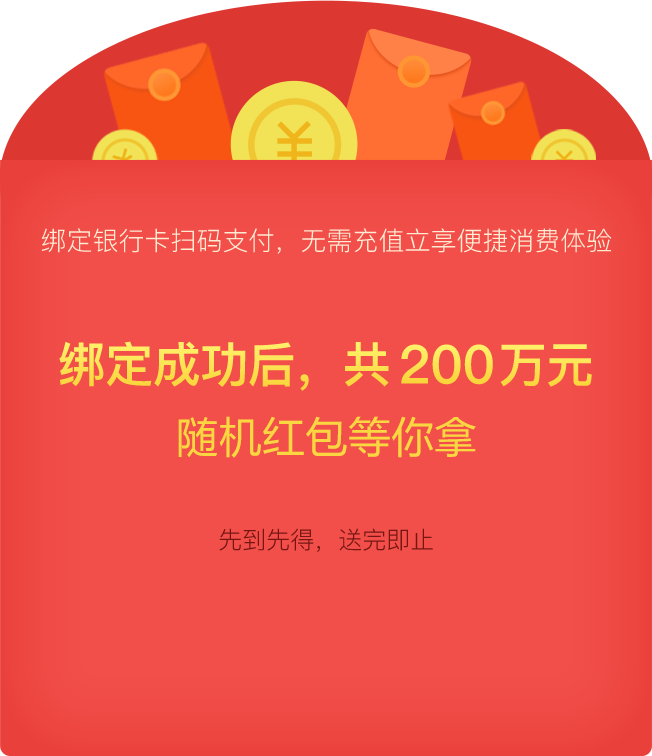 绑定银行卡扫码支付，无需充值立享便捷消费体验
绑定成功后，共200万元
随机红包等你拿
先到先得，送完即止